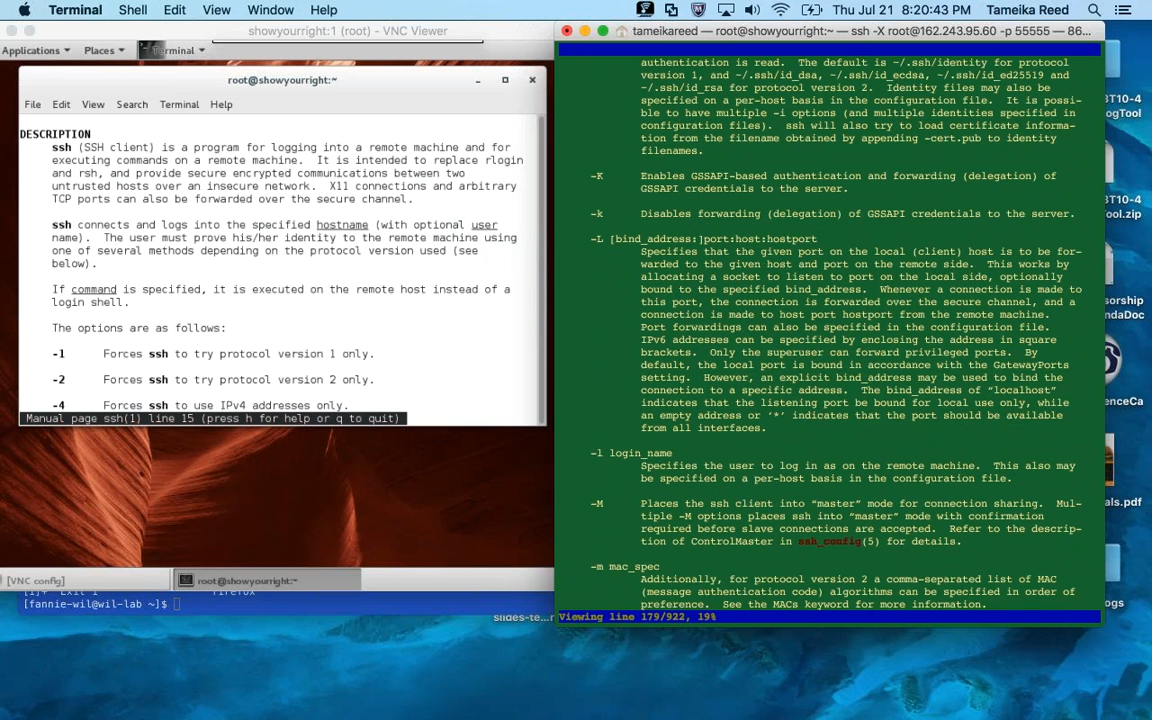 Terminal Shell Edit View Window Help Thu Jul 21 8:20:43 PM Tameika Reed
showyourright:1 (root) - VNC Viewer
Applications Places Terminal
root@showyourright:~
File Edit View Search Terminal Help
DESCRIPTION
ssh (SSH client) is a program for logging into a remote machine and for
executing commands on a remote machine. It is intended to replace rlogin
and rsh, and provide secure encrypted communications between two
untrusted hosts over an insecure network. X11 connections and arbitrary
TCP ports can also be forwarded over the secure channel.
ssh connects and logs into the specified hostname (with optional user
name). The user must prove his/her identity to the remote machine using
one of several methods depending on the protocol version used (see
below).
If command is specified, it is executed on the remote host instead of a
login shell.
The options are as follows:
-1 Forces ssh to try protocol version 1 only.
-2 Forces ssh to try protocol version 2 only.
-4 Forces ssh to use IPv4 addresses only.
Manual page ssh(1) line 15 (press h for help or q to quit)
[VNC config] root@showyourright:~
[fannie-wil@wil-lab ~]$
slides-te...
tameikareed — root@showyourright:~ — ssh -X root@162.243.95.60 -p 55555 — 86...
authentication is read. The default is ~/.ssh/identity for protocol
version 1, and ~/.ssh/id_dsa, ~/.ssh/id_ecdsa, ~/.ssh/id_ed25519 and
~/.ssh/id_rsa for protocol version 2. Identity files may also be
specified on a per-host basis in the configuration file. It is possi-
ble to have multiple -i options (and multiple identities specified in
configuration files). ssh will also try to load certificate informa-
tion from the filename obtained by appending -cert.pub to identity
filenames.
-K Enables GSSAPI-based authentication and forwarding (delegation) of
GSSAPI credentials to the server.
-k Disables forwarding (delegation) of GSSAPI credentials to the server.
-L [bind_address:]port:host:hostport
Specifies that the given port on the local (client) host is to be for-
warded to the given host and port on the remote side. This works by
allocating a socket to listen to port on the local side, optionally
bound to the specified bind_address. Whenever a connection is made to
this port, the connection is forwarded over the secure channel, and a
connection is made to host port hostport from the remote machine.
Port forwardings can also be specified in the configuration file.
IPv6 addresses can be specified by enclosing the address in square
brackets. Only the superuser can forward privileged ports. By
default, the local port is bound in accordance with the GatewayPorts
setting. However, an explicit bind_address may be used to bind the
connection to a specific address. The bind_address of “localhost”
indicates that the listening port be bound for local use only, while
an empty address or ‘*’ indicates that the port should be available
from all interfaces.
-l login_name
Specifies the user to log in as on the remote machine. This also may
be specified on a per-host basis in the configuration file.
-M Places the ssh client into “master” mode for connection sharing. Mul-
tiple -M options places ssh into “master” mode with confirmation
required before slave connections are accepted. Refer to the descrip-
tion of ControlMaster in ssh_config(5) for details.
-m mac_spec
Additionally, for protocol version 2 a comma-separated list of MAC
(message authentication code) algorithms can be specified in order of
preference. See the MACs keyword for more information.
Viewing line 179/922, 19%
BT10-4
ogTool
BT10-4
ool.zip
sorship
ndaDoc
enceCa
als.pdf
ogs